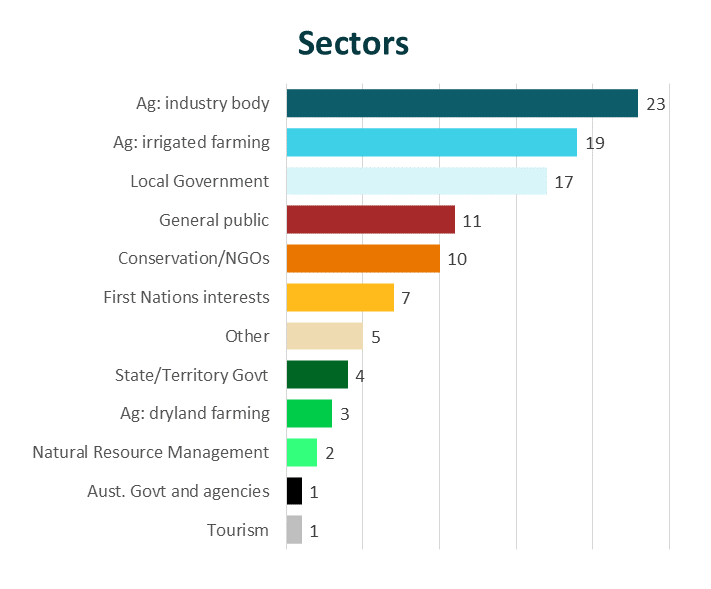 Sectors
Ag: industry body 23
Ag: irrigated farming 19
Local Government 17
General public 11
Conservation/NGOs 10
First Nations interests 7
Other 5
State/Territory Govt 4
Ag: dryland farming 3
Natural Resource Management 2
Aust. Govt and agencies 1
Tourism 1